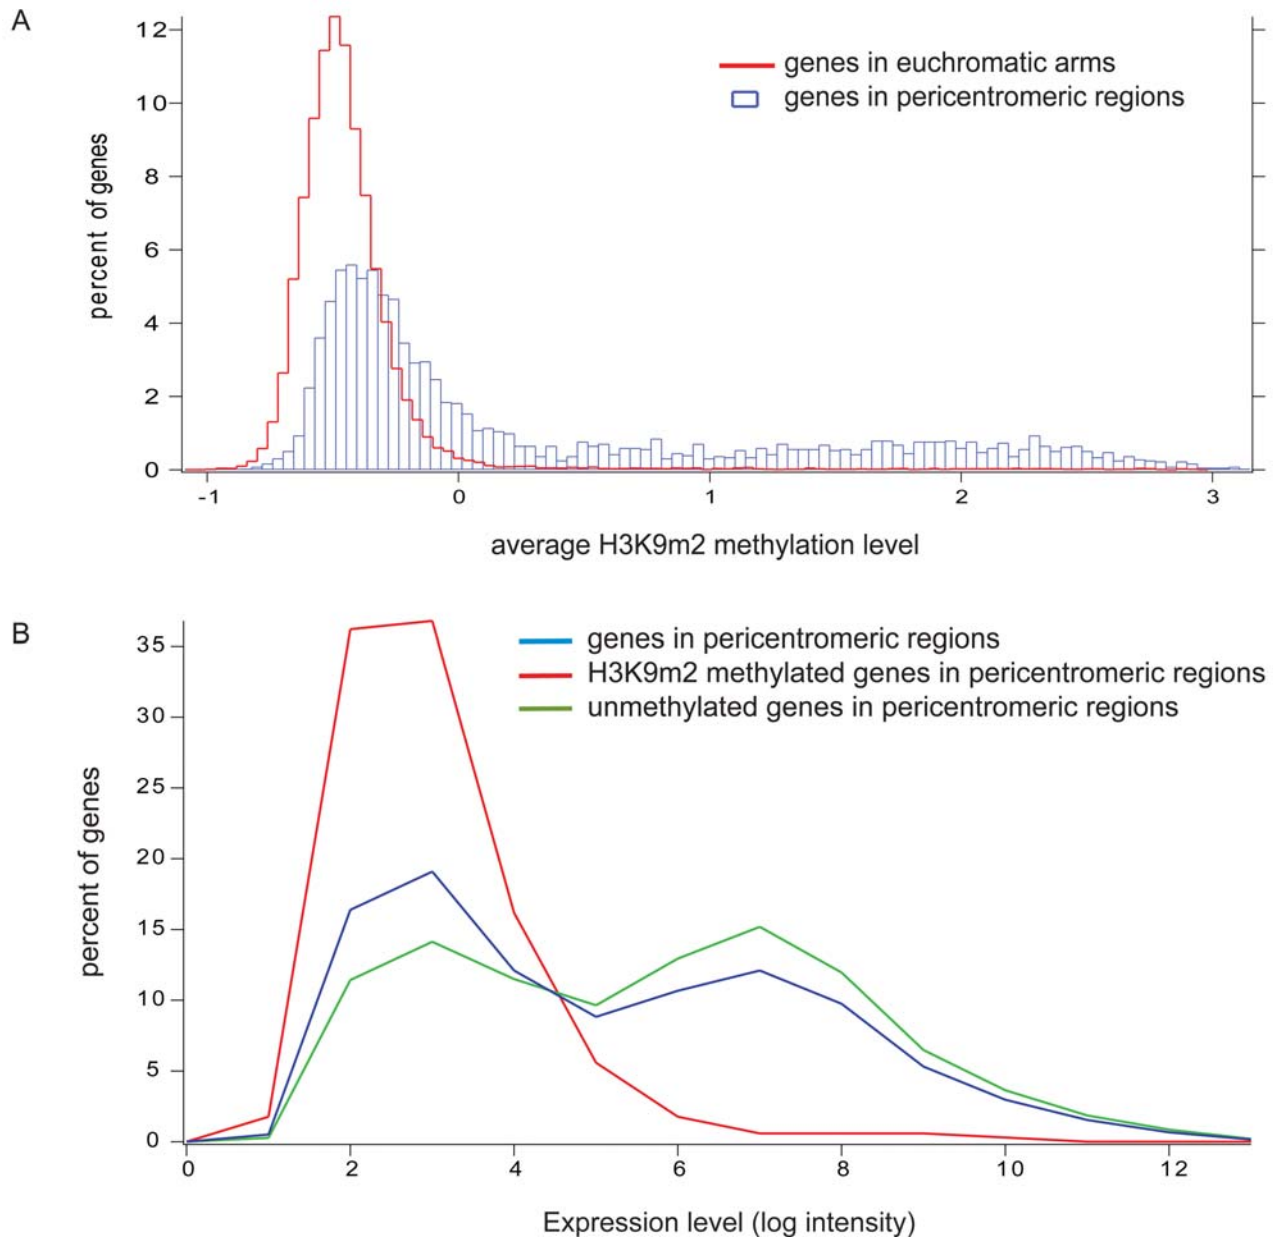 A
12
10
8
6
4
2
0
percent of genes
genes in euchromatic arms
genes in pericentromeric regions
-1
0
1
2
3
average H3K9m2 methylation level
B
35
30
25
20
15
10
5
0
percent of genes
genes in pericentromeric regions
H3K9m2 methylated genes in pericentromeric regions
unmethylated genes in pericentromeric regions
0
2
4
6
8
10
12
Expression level (log intensity)